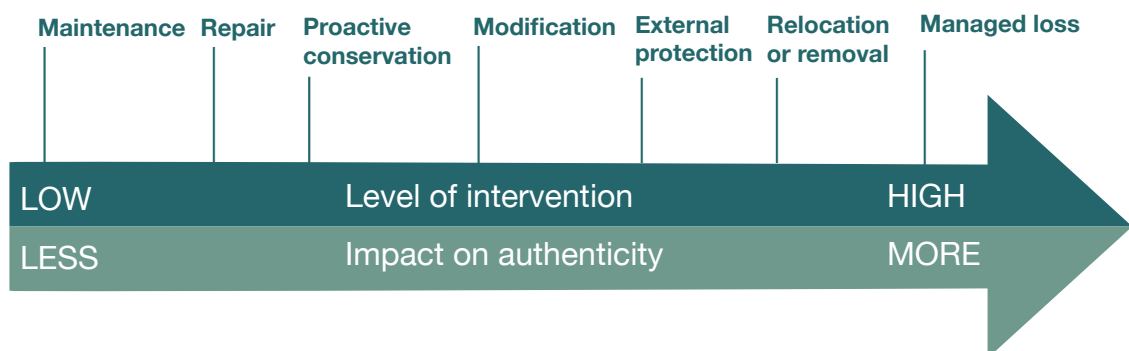 Maintenance
Repair
Proactive
conservation
Modification
External
protection
Relocation
or removal
Managed loss
LOW Level of intervention HIGH
LESS Impact on authenticity MORE